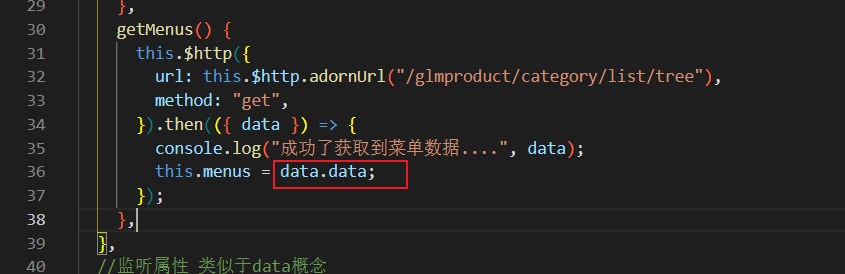 29 },
30 getMenus() {
31 this.$http({
32 url: this.$http.adornUrl("/glmproduct/category/list/tree"),
33 method: "get",
34 }).then(({ data }) => {
35 console.log("成功了获取到菜单数据....", data);
36 this.menus = data.data;
37 });
38 },
39 },
40 //监听属性 类似于data概念